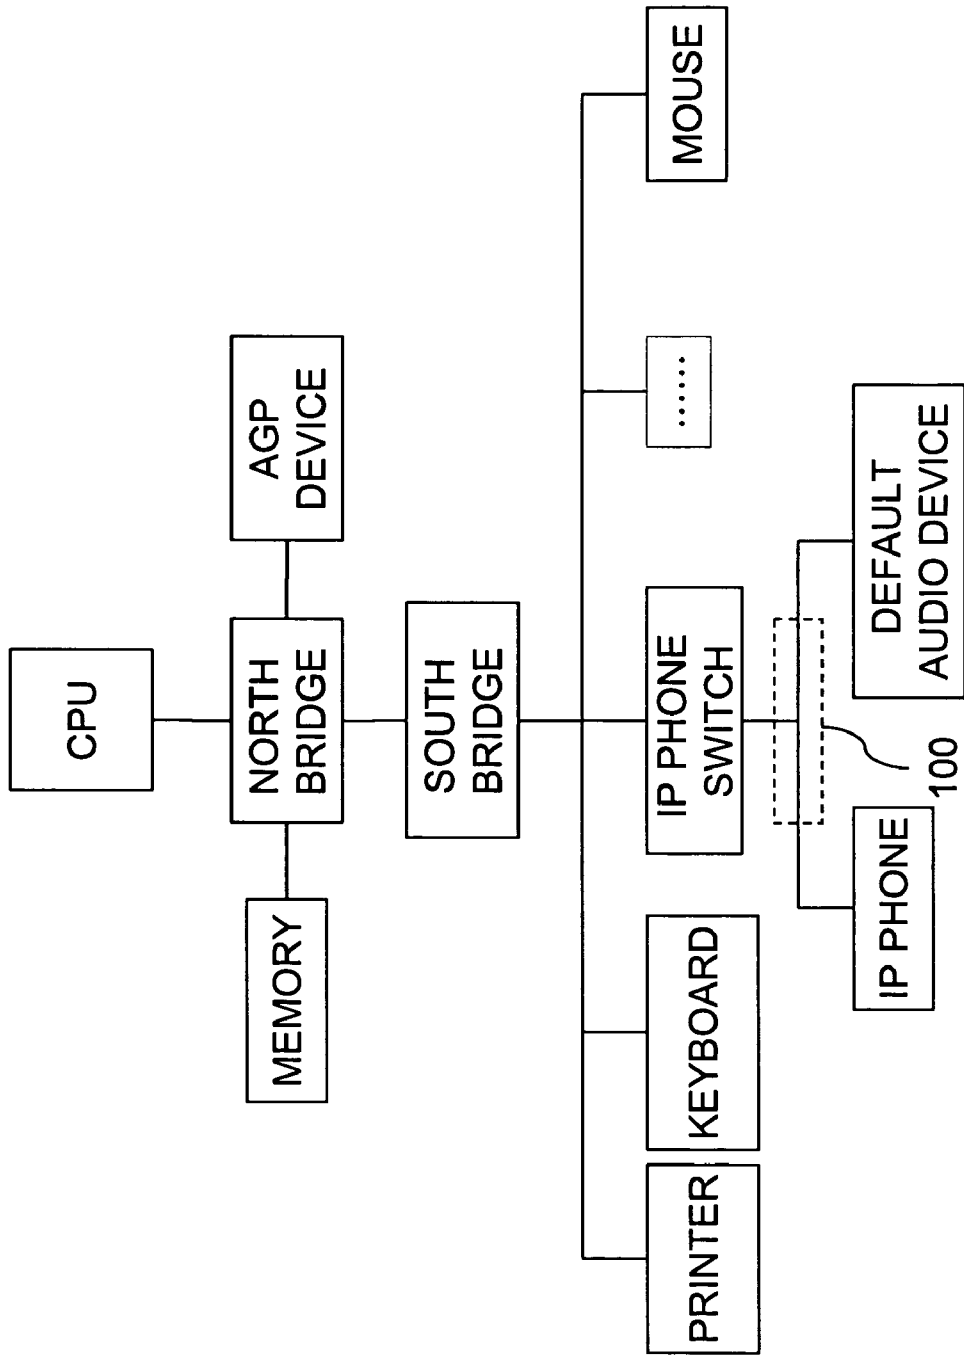 CPU
MEMORY
NORTH
BRIDGE
AGP
DEVICE
SOUTH
BRIDGE
PRINTER
KEYBOARD
IP PHONE
SWITCH
.......
MOUSE
IP PHONE
100
DEFAULT
AUDIO DEVICE